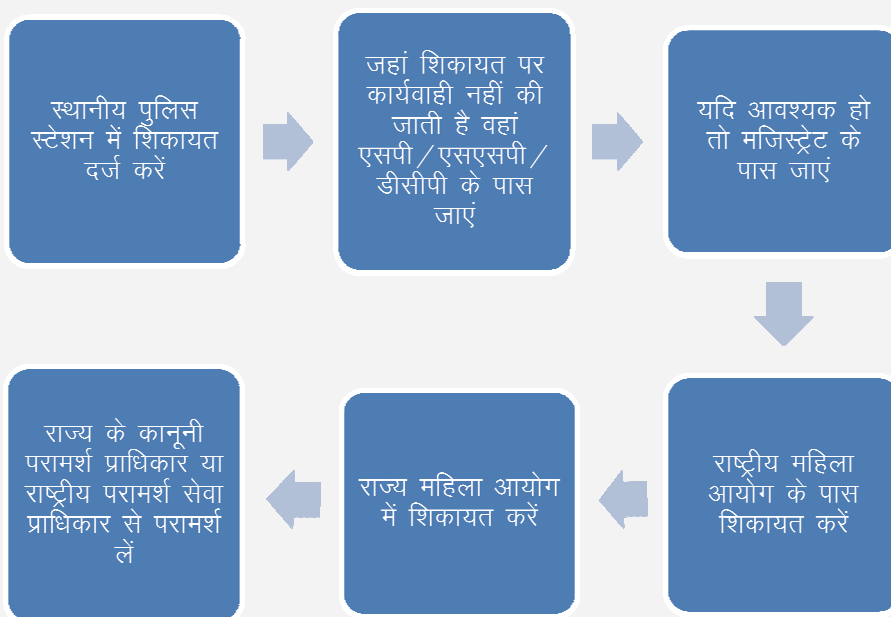 स्थानीय पुलिस
स्टेशन में शिकायत
दर्ज करें
जहां शिकायत पर
कार्यवाही नहीं की
जाती है वहां
एसपी/एसएसपी/
डीसीपी के पास
जाएं
यदि आवश्यक हो
तो मजिस्ट्रेट के
पास जाएं
राष्ट्रीय महिला
आयोग के पास
शिकायत करें
राज्य महिला आयोग
में शिकायत करें
राज्य के कानूनी
परामर्श प्राधिकार या
राष्ट्रीय परामर्श सेवा
प्राधिकार से परामर्श
लें